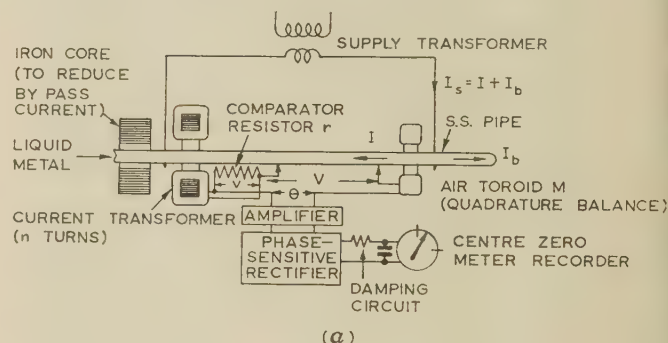 SUPPLY TRANSFORMER
IRON CORE
(TO REDUCE
BY PASS
CURRENT)
LIQUID
METAL
CURRENT TRANSFORMER
(n TURNS)
COMPARATOR
RESISTOR r
I_s = I + I_b
S.S. PIPE
I
I_b
v
V
θ
AIR TOROID M
(QUADRATURE BALANCE)
AMPLIFIER
PHASE-
SENSITIVE
RECTIFIER
DAMPING
CIRCUIT
CENTRE ZERO
METER RECORDER
(a)